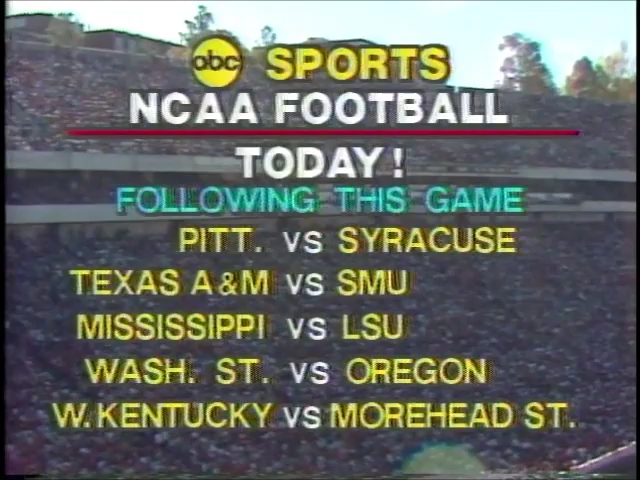 abc SPORTS
NCAA FOOTBALL
TODAY!
FOLLOWING THIS GAME
PITT. VS SYRACUSE
TEXAS A&M VS SMU
MISSISSIPPI VS LSU
WASH. ST. VS OREGON
W. KENTUCKY VS MOREHEAD ST.